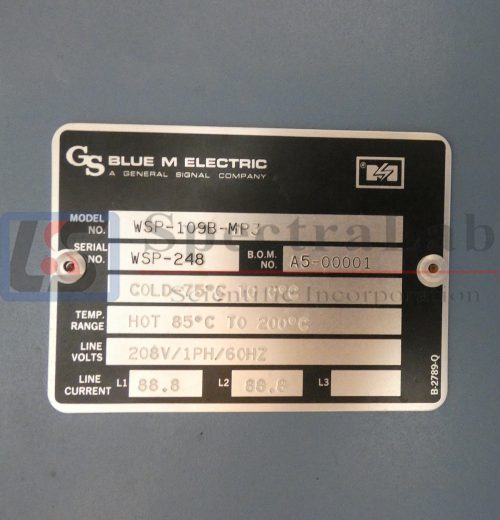 GS BLUE M ELECTRIC
A GENERAL SIGNAL COMPANY
MODEL NO. WSP-109B-MP3
SERIAL NO. WSP-248 B.O.M. NO. A5-00001
COLD-75°C TO 0°C
TEMP. RANGE HOT 85°C TO 200°C
LINE VOLTS 208V/1PH/60HZ
LINE CURRENT L1 88.8 L2 88.8 L3
B-2789-Q
SpectraLab
Scientific Incorporation